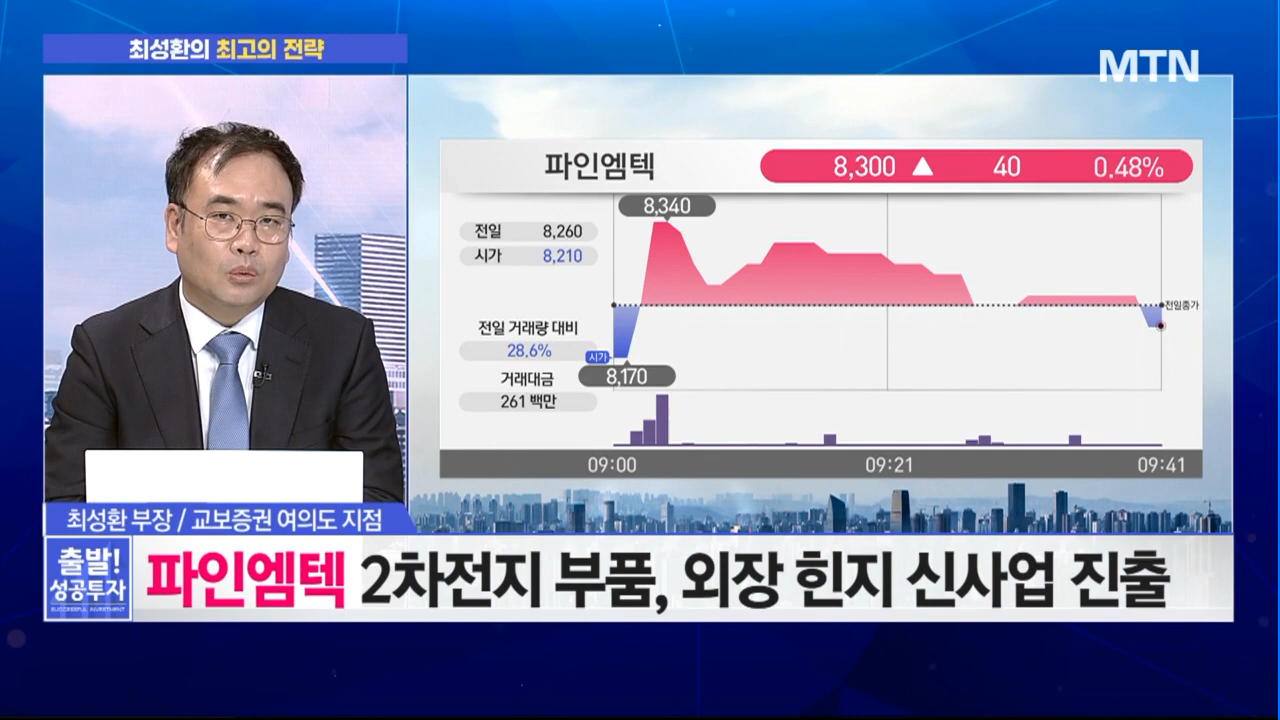 최성환의 최고의 전략
MTN
파인엠텍
8,300 ▲ 40 0.48%
8,340
전일 8,260
시가 8,210
전일종가
전일 거래량 대비
28.6%
시가
거래대금
8,170
261 백만
09:00 09:21 09:41
최성환 부장 / 교보증권 여의도 지점
출발!
성공투자
SUCCESSFUL INVESTMENT
파인엠텍 2차전지 부품, 외장 힌지 신사업 진출